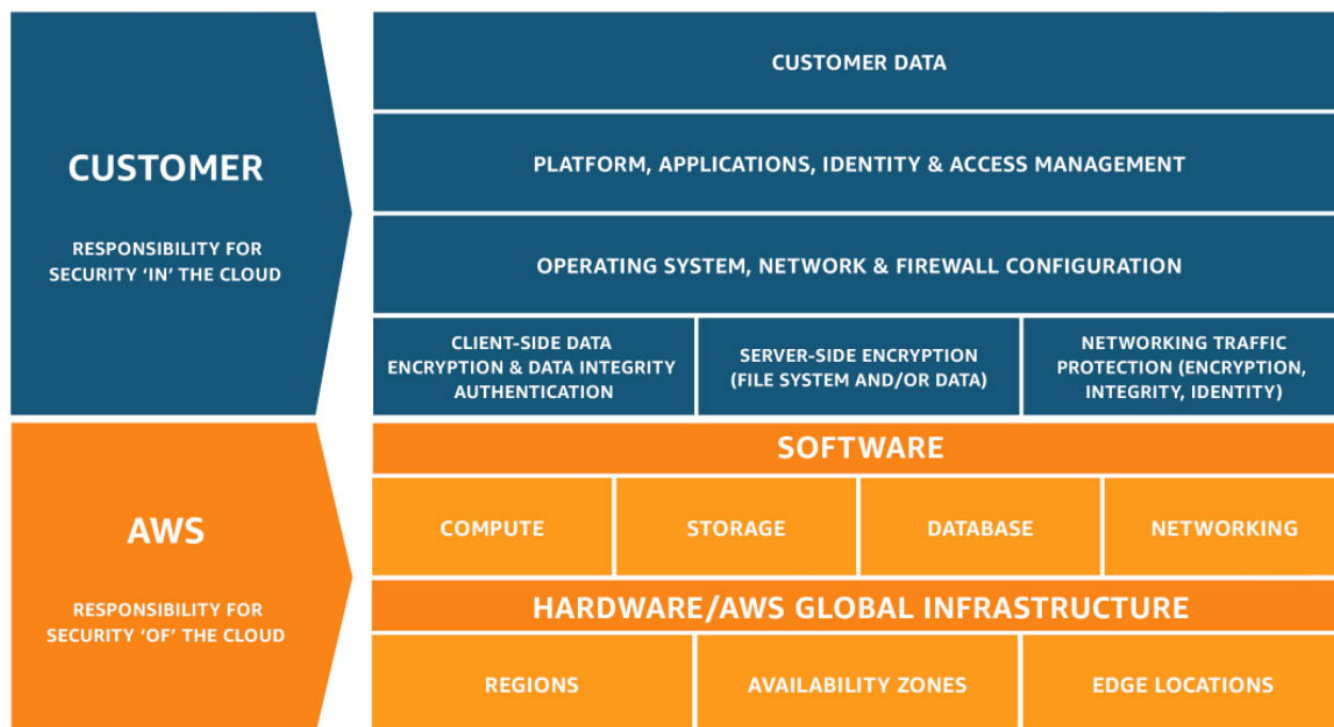 CUSTOMER
RESPONSIBILITY FOR
SECURITY ‘IN’ THE CLOUD
CUSTOMER DATA
PLATFORM, APPLICATIONS, IDENTITY & ACCESS MANAGEMENT
OPERATING SYSTEM, NETWORK & FIREWALL CONFIGURATION
CLIENT-SIDE DATA
ENCRYPTION & DATA INTEGRITY
AUTHENTICATION
SERVER-SIDE ENCRYPTION
(FILE SYSTEM AND/OR DATA)
NETWORKING TRAFFIC
PROTECTION (ENCRYPTION,
INTEGRITY, IDENTITY)
AWS
RESPONSIBILITY FOR
SECURITY ‘OF’ THE CLOUD
SOFTWARE
COMPUTE
STORAGE
DATABASE
NETWORKING
HARDWARE/AWS GLOBAL INFRASTRUCTURE
REGIONS
AVAILABILITY ZONES
EDGE LOCATIONS